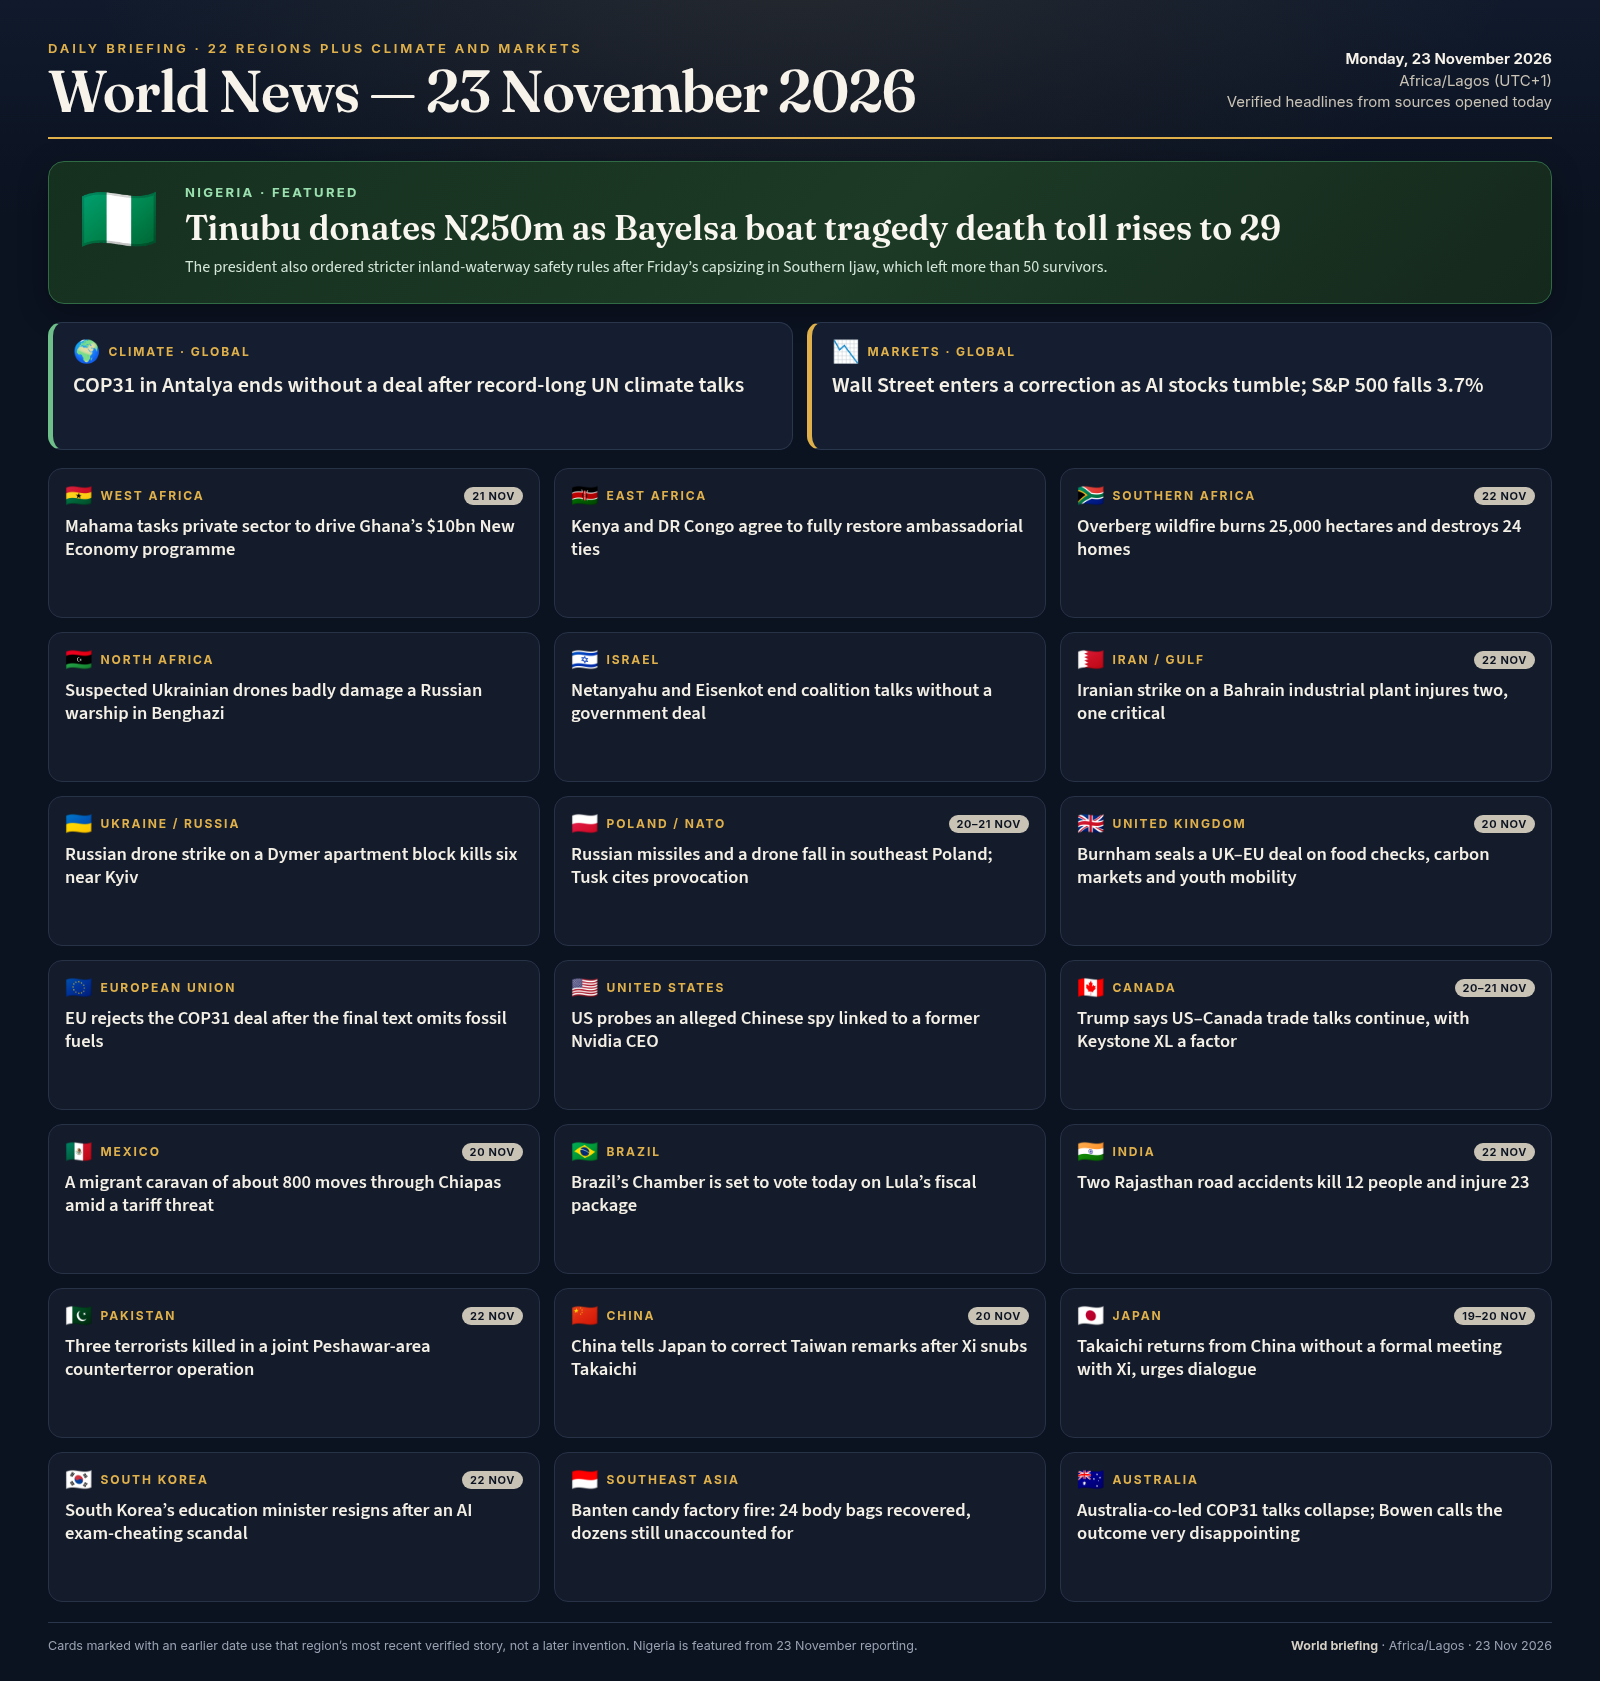 DAILY BRIEFING · 22 REGIONS PLUS CLIMATE AND MARKETS
World News — 23 November 2026
Monday, 23 November 2026
Africa/Lagos (UTC+1)
Verified headlines from sources opened today
NIGERIA · FEATURED
Tinubu donates N250m as Bayelsa boat tragedy death toll rises to 29
The president also ordered stricter inland-waterway safety rules after Friday’s capsizing in Southern Ijaw, which left more than 50 survivors.
CLIMATE · GLOBAL
COP31 in Antalya ends without a deal after record-long UN climate talks
MARKETS · GLOBAL
Wall Street enters a correction as AI stocks tumble; S&P 500 falls 3.7%
WEST AFRICA
21 NOV
Mahama tasks private sector to drive Ghana’s $10bn New
Economy programme
EAST AFRICA
Kenya and DR Congo agree to fully restore ambassadorial
ties
SOUTHERN AFRICA
22 NOV
Overberg wildfire burns 25,000 hectares and destroys 24
homes
NORTH AFRICA
Suspected Ukrainian drones badly damage a Russian
warship in Benghazi
ISRAEL
Netanyahu and Eisenkot end coalition talks without a
government deal
IRAN / GULF
22 NOV
Iranian strike on a Bahrain industrial plant injures two,
one critical
UKRAINE / RUSSIA
Russian drone strike on a Dymer apartment block kills six
near Kyiv
POLAND / NATO
20–21 NOV
Russian missiles and a drone fall in southeast Poland;
Tusk cites provocation
UNITED KINGDOM
20 NOV
Burnham seals a UK–EU deal on food checks, carbon
markets and youth mobility
EUROPEAN UNION
EU rejects the COP31 deal after the final text omits fossil
fuels
UNITED STATES
US probes an alleged Chinese spy linked to a former
Nvidia CEO
CANADA
20–21 NOV
Trump says US–Canada trade talks continue, with
Keystone XL a factor
MEXICO
20 NOV
A migrant caravan of about 800 moves through Chiapas
amid a tariff threat
BRAZIL
Brazil’s Chamber is set to vote today on Lula’s fiscal
package
INDIA
22 NOV
Two Rajasthan road accidents kill 12 people and injure 23
PAKISTAN
22 NOV
Three terrorists killed in a joint Peshawar-area
counterterror operation
CHINA
20 NOV
China tells Japan to correct Taiwan remarks after Xi snubs
Takaichi
JAPAN
19–20 NOV
Takaichi returns from China without a formal meeting
with Xi, urges dialogue
SOUTH KOREA
22 NOV
South Korea’s education minister resigns after an AI
exam-cheating scandal
SOUTHEAST ASIA
Banten candy factory fire: 24 body bags recovered,
dozens still unaccounted for
AUSTRALIA
Australia-co-led COP31 talks collapse; Bowen calls the
outcome very disappointing
Cards marked with an earlier date use that region’s most recent verified story, not a later invention. Nigeria is featured from 23 November reporting.
World briefing · Africa/Lagos · 23 Nov 2026